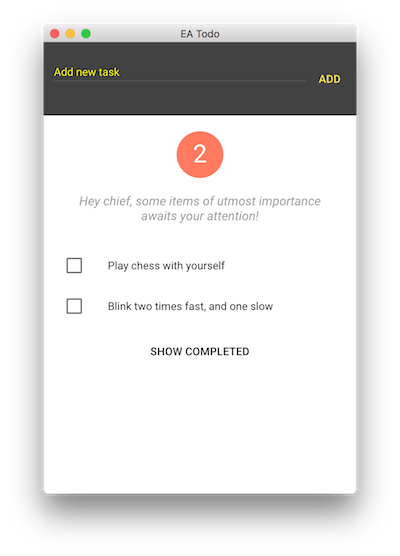 EA Todo
Add new task
ADD
2
Hey chief, some items of utmost importance
awaits your attention!
Play chess with yourself
Blink two times fast, and one slow
SHOW COMPLETED